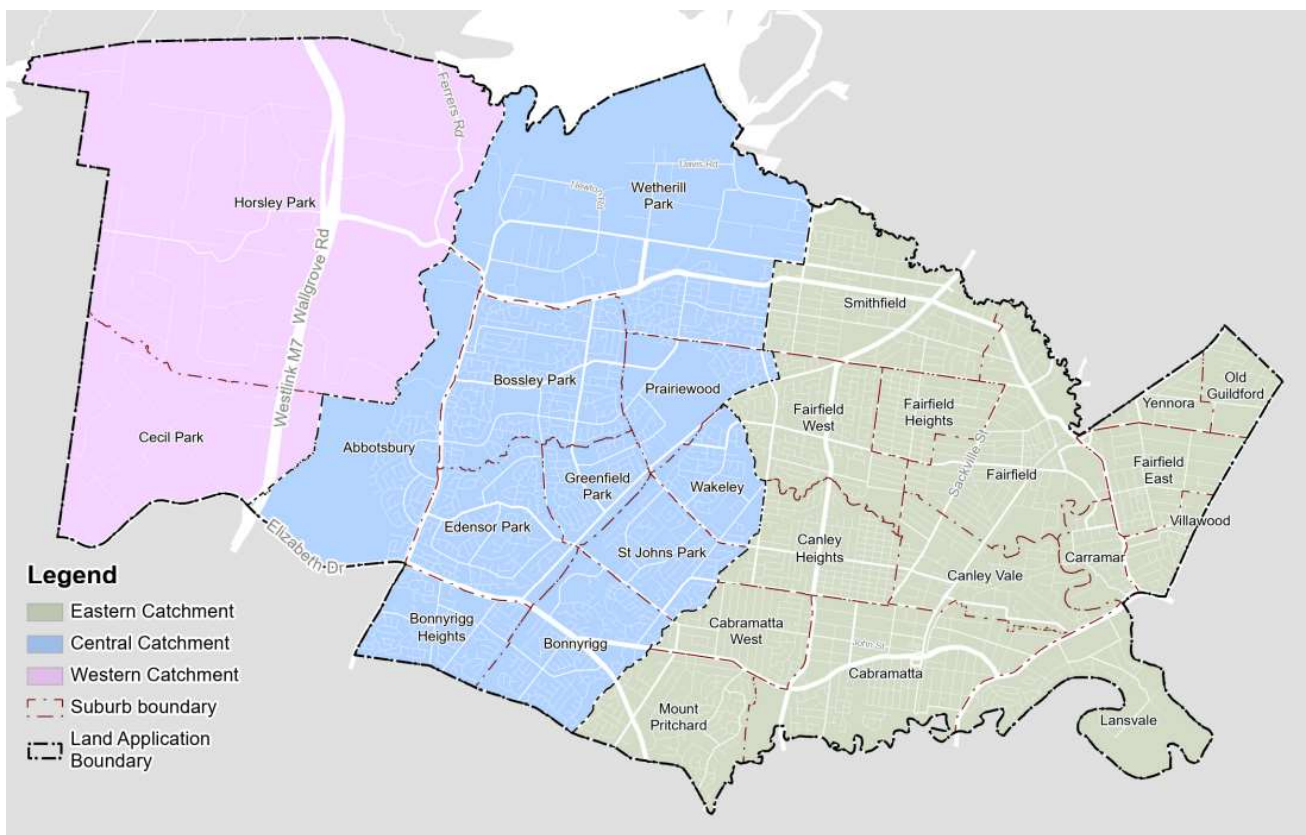 Ferrers Rd
Davis Rd
Newton Rd
Wetherill
Park
Horsley Park
Westlink M7 Wallgrove Rd
Smithfield
Bossley Park
Prairiewood
Fairfield
West
Fairfield
Heights
Yennora
Old
Guildford
Cecil Park
Abbotsbury
Sackville St
Fairfield
Fairfield
East
Greenfield
Park
Wakeley
Villawood
Edensor Park
St Johns Park
Canley
Heights
Canley Vale
Carramar
Elizabeth Dr
Bonnyrigg
Heights
Bonnyrigg
Cabramatta
West
John St
Cabramatta
Mount
Pritchard
Lansvale
Legend
Eastern Catchment
Central Catchment
Western Catchment
Suburb boundary
Land Application
Boundary